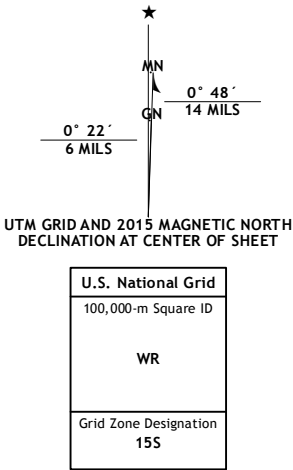 ★
MN
0° 48´
14 MILS
GN
0° 22´
6 MILS
UTM GRID AND 2015 MAGNETIC NORTH
DECLINATION AT CENTER OF SHEET
U.S. National Grid
100,000-m Square ID
WR
Grid Zone Designation
15S